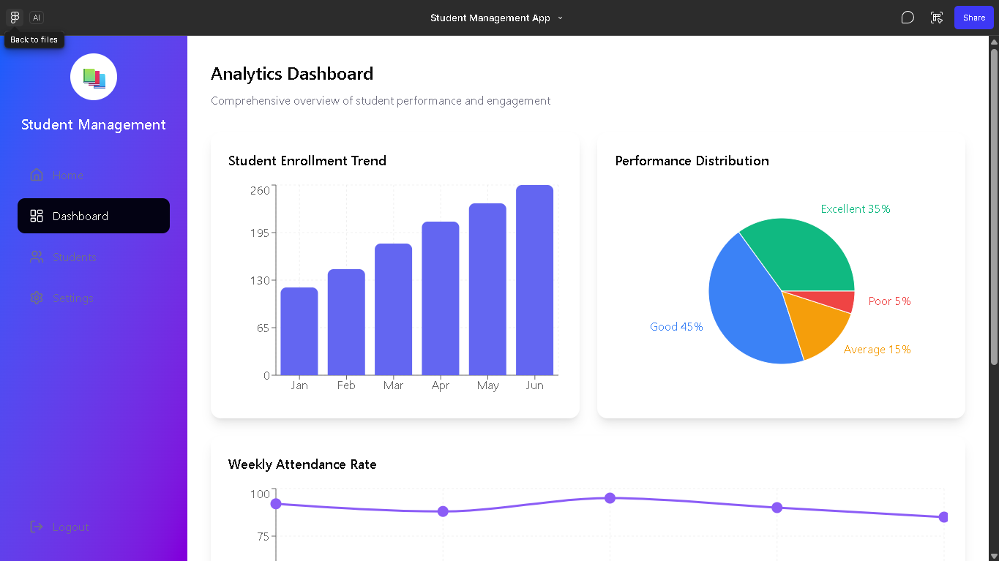 AI
Student Management App
Share
Back to files
Student Management
Home
Dashboard
Students
Settings
Logout
Analytics Dashboard
Comprehensive overview of student performance and engagement
Student Enrollment Trend
260
195
130
65
0
Jan Feb Mar Apr May Jun
Performance Distribution
Excellent 35%
Poor 5%
Good 45%
Average 15%
Weekly Attendance Rate
100
75